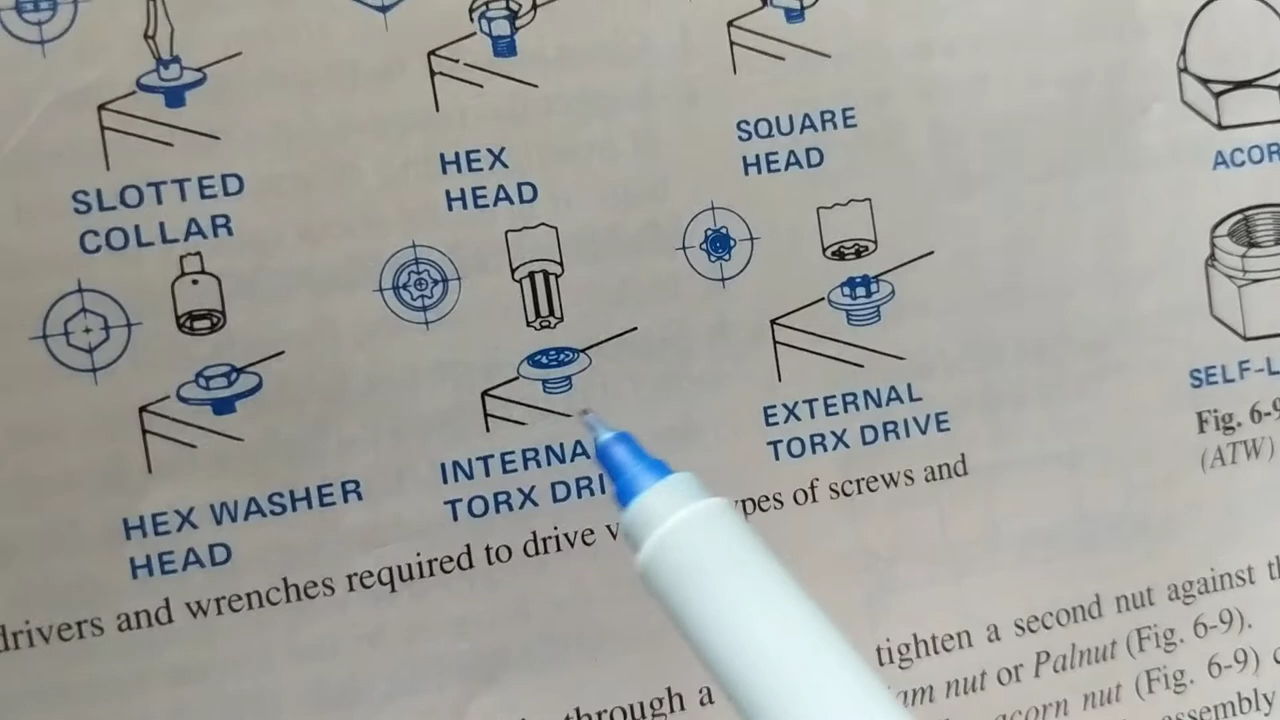 SLOTTED
COLLAR
HEX
HEAD
SQUARE
HEAD
ACOR
HEX WASHER
HEAD
INTERNA
TORX DRI
EXTERNAL
TORX DRIVE
SELF-L
Fig. 6-9
(ATW)
drivers and wrenches required to drive v ypes of screws and
tighten a second nut against th
am nut or Palnut (Fig. 6-9).
acorn nut (Fig. 6-9) c
through a
ssembly